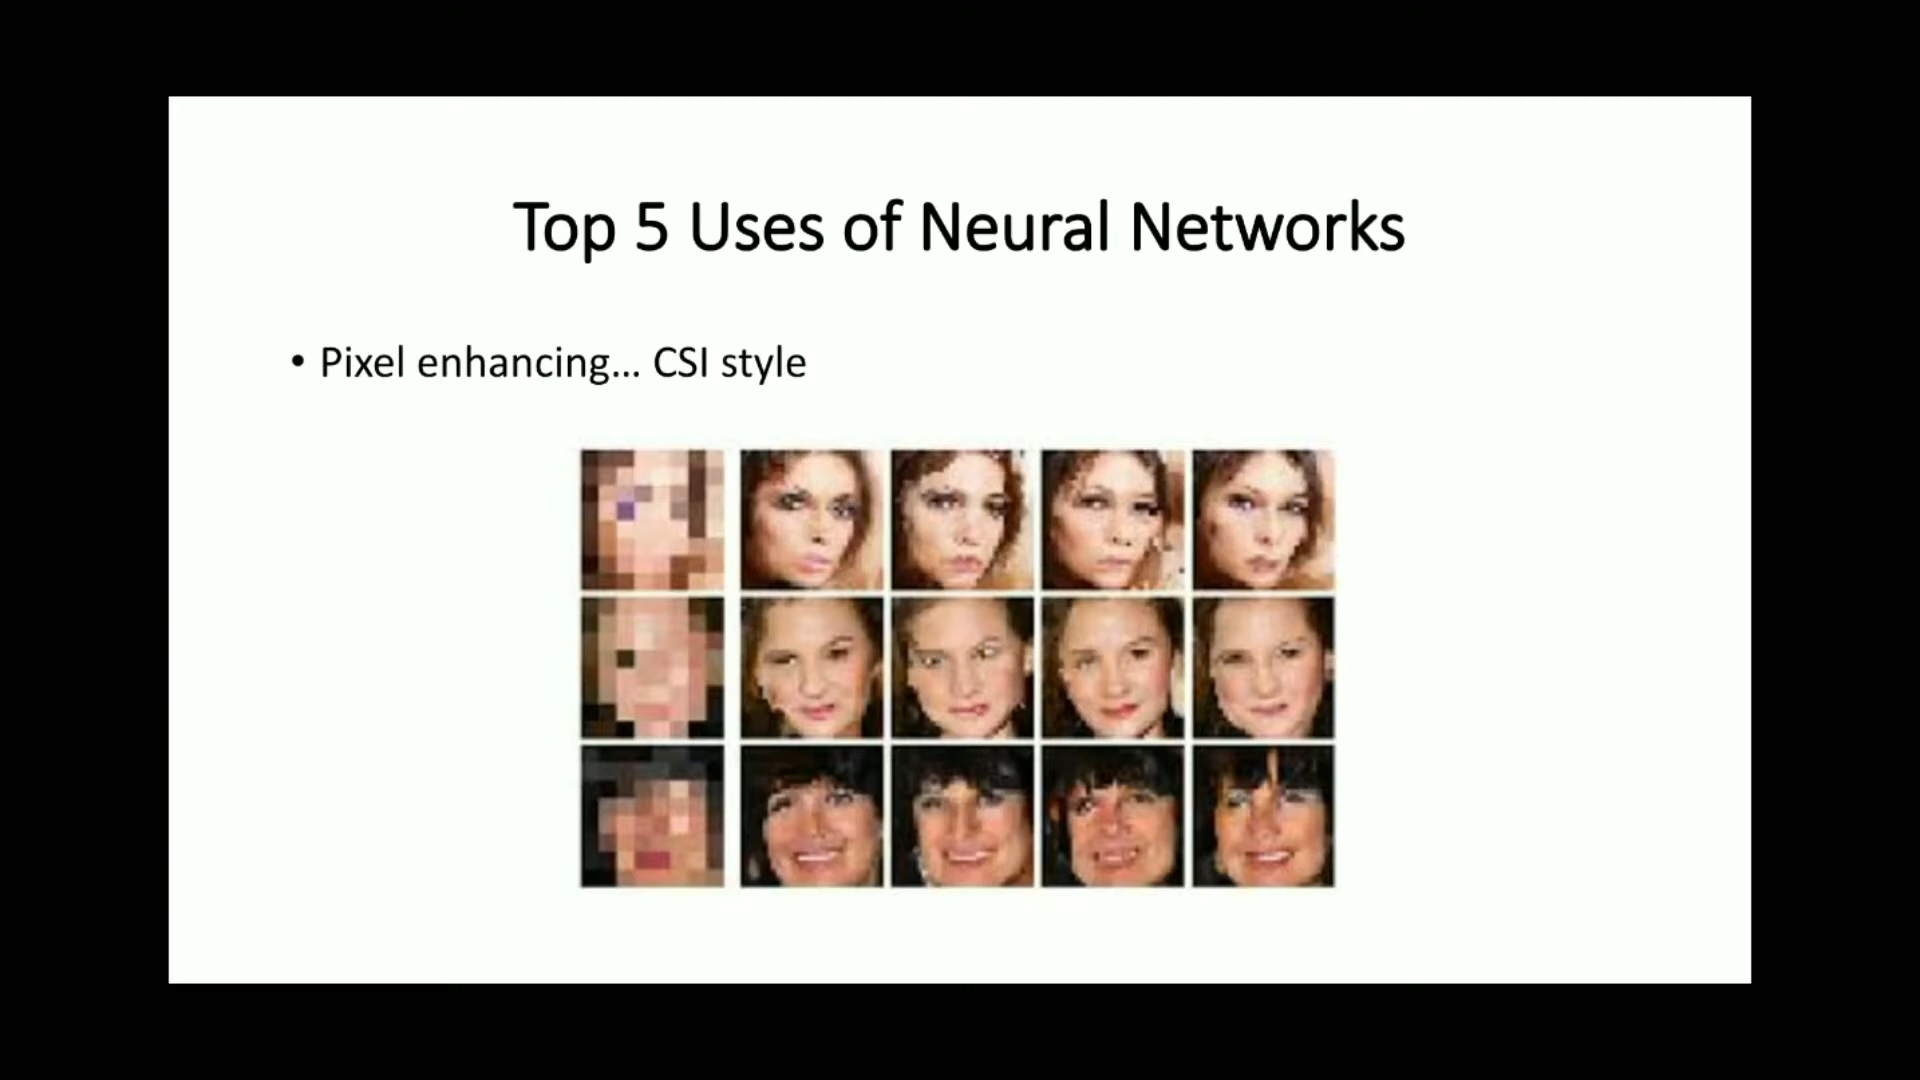 Top 5 Uses of Neural Networks
• Pixel enhancing... CSI style